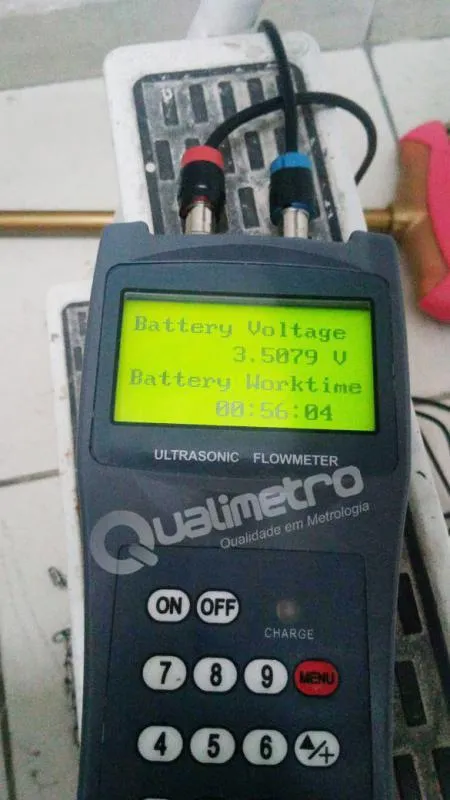 Battery Voltage
3.5079 V
Battery Worktime
00:56:04
ULTRASONIC FLOWMETER
Qualimetro
Qualidade em Metrologia
ON OFF
CHARGE
7 8 9 MENU
4 5 6 ▲/+